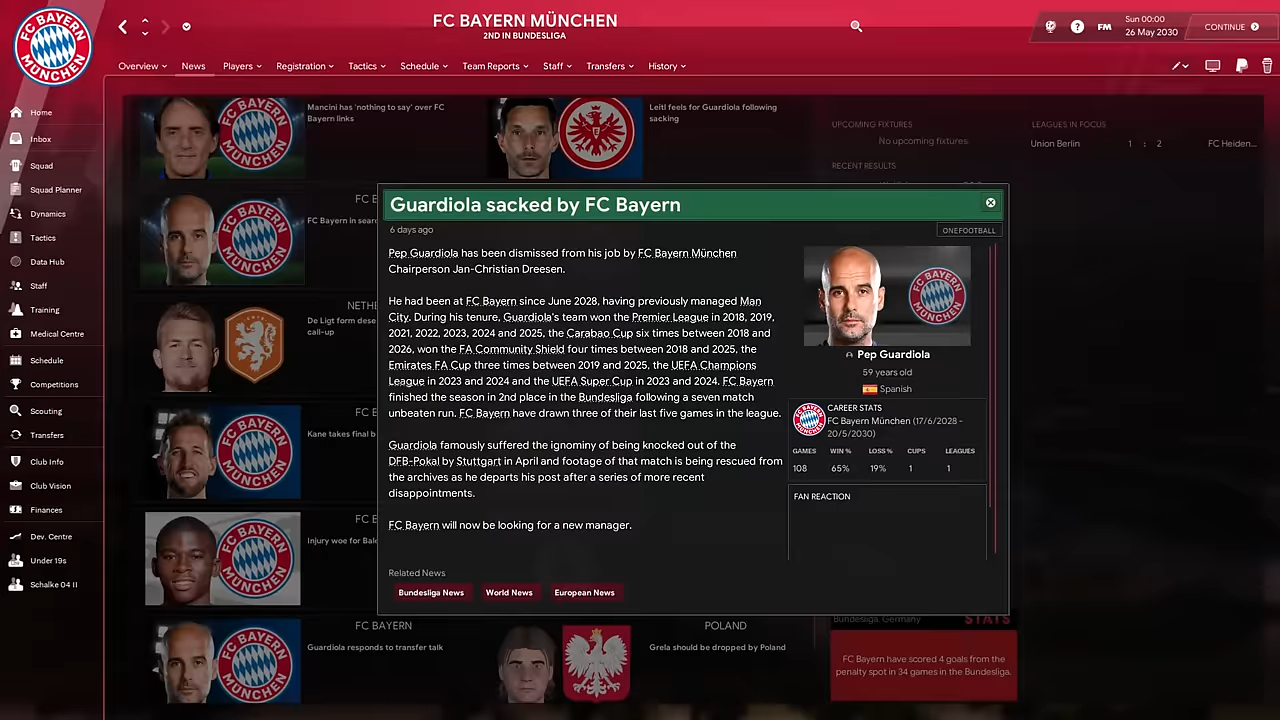 FC BAYERN MÜNCHEN
2ND IN BUNDESLIGA
Sun 00:00
26 May 2030
CONTINUE
FM
Overview
News
Players
Registration
Tactics
Schedule
Team Reports
Staff
Transfers
History
FC BAYERN
MÜNCHEN
Home
Inbox
Squad
Squad Planner
Dynamics
Tactics
Data Hub
Staff
Training
Medical Centre
Schedule
Competitions
Scouting
Transfers
Club Info
Club Vision
Finances
Dev. Centre
Under 19s
Schalke 04 II
Mancini has 'nothing to say' over FC
Bayern links
Leitl feels for Guardiola following
sacking
UPCOMING FIXTURES
No upcoming fixtures
RECENT RESULTS
LEAGUES IN FOCUS
Union Berlin 1 : 2 FC Heiden...
FC B
FC Bayern in sear
NETHE
De Ligt form dese
call-up
FC B
Kane takes final b
FC B
Injury woe for Bale
Guardiola sacked by FC Bayern
6 days ago
ONEFOOTBALL
Pep Guardiola has been dismissed from his job by FC Bayern München
Chairperson Jan-Christian Dreesen.
He had been at FC Bayern since June 2028, having previously managed Man
City. During his tenure, Guardiola's team won the Premier League in 2018, 2019,
2021, 2022, 2023, 2024 and 2025, the Carabao Cup six times between 2018 and
2026, won the FA Community Shield four times between 2018 and 2025, the
Emirates FA Cup three times between 2019 and 2025, the UEFA Champions
League in 2023 and 2024 and the UEFA Super Cup in 2023 and 2024. FC Bayern
finished the season in 2nd place in the Bundesliga following a seven match
unbeaten run. FC Bayern have drawn three of their last five games in the league.
Guardiola famously suffered the ignominy of being knocked out of the
DFB-Pokal by Stuttgart in April and footage of that match is being rescued from
the archives as he departs his post after a series of more recent
disappointments.
FC Bayern will now be looking for a new manager.
Pep Guardiola
59 years old
Spanish
CAREER STATS
FC Bayern München (17/6/2028 -
20/5/2030)
GAMES WIN % LOSS % CUPS LEAGUES
108 65% 19% 1 1
FAN REACTION
Related News
Bundesliga News
World News
European News
FC BAYERN
Guardiola responds to transfer talk
POLAND
Grela should be dropped by Poland
Bundesliga, Germany
STATS
FC Bayern have scored 4 goals from the
penalty spot in 34 games in the Bundesliga.